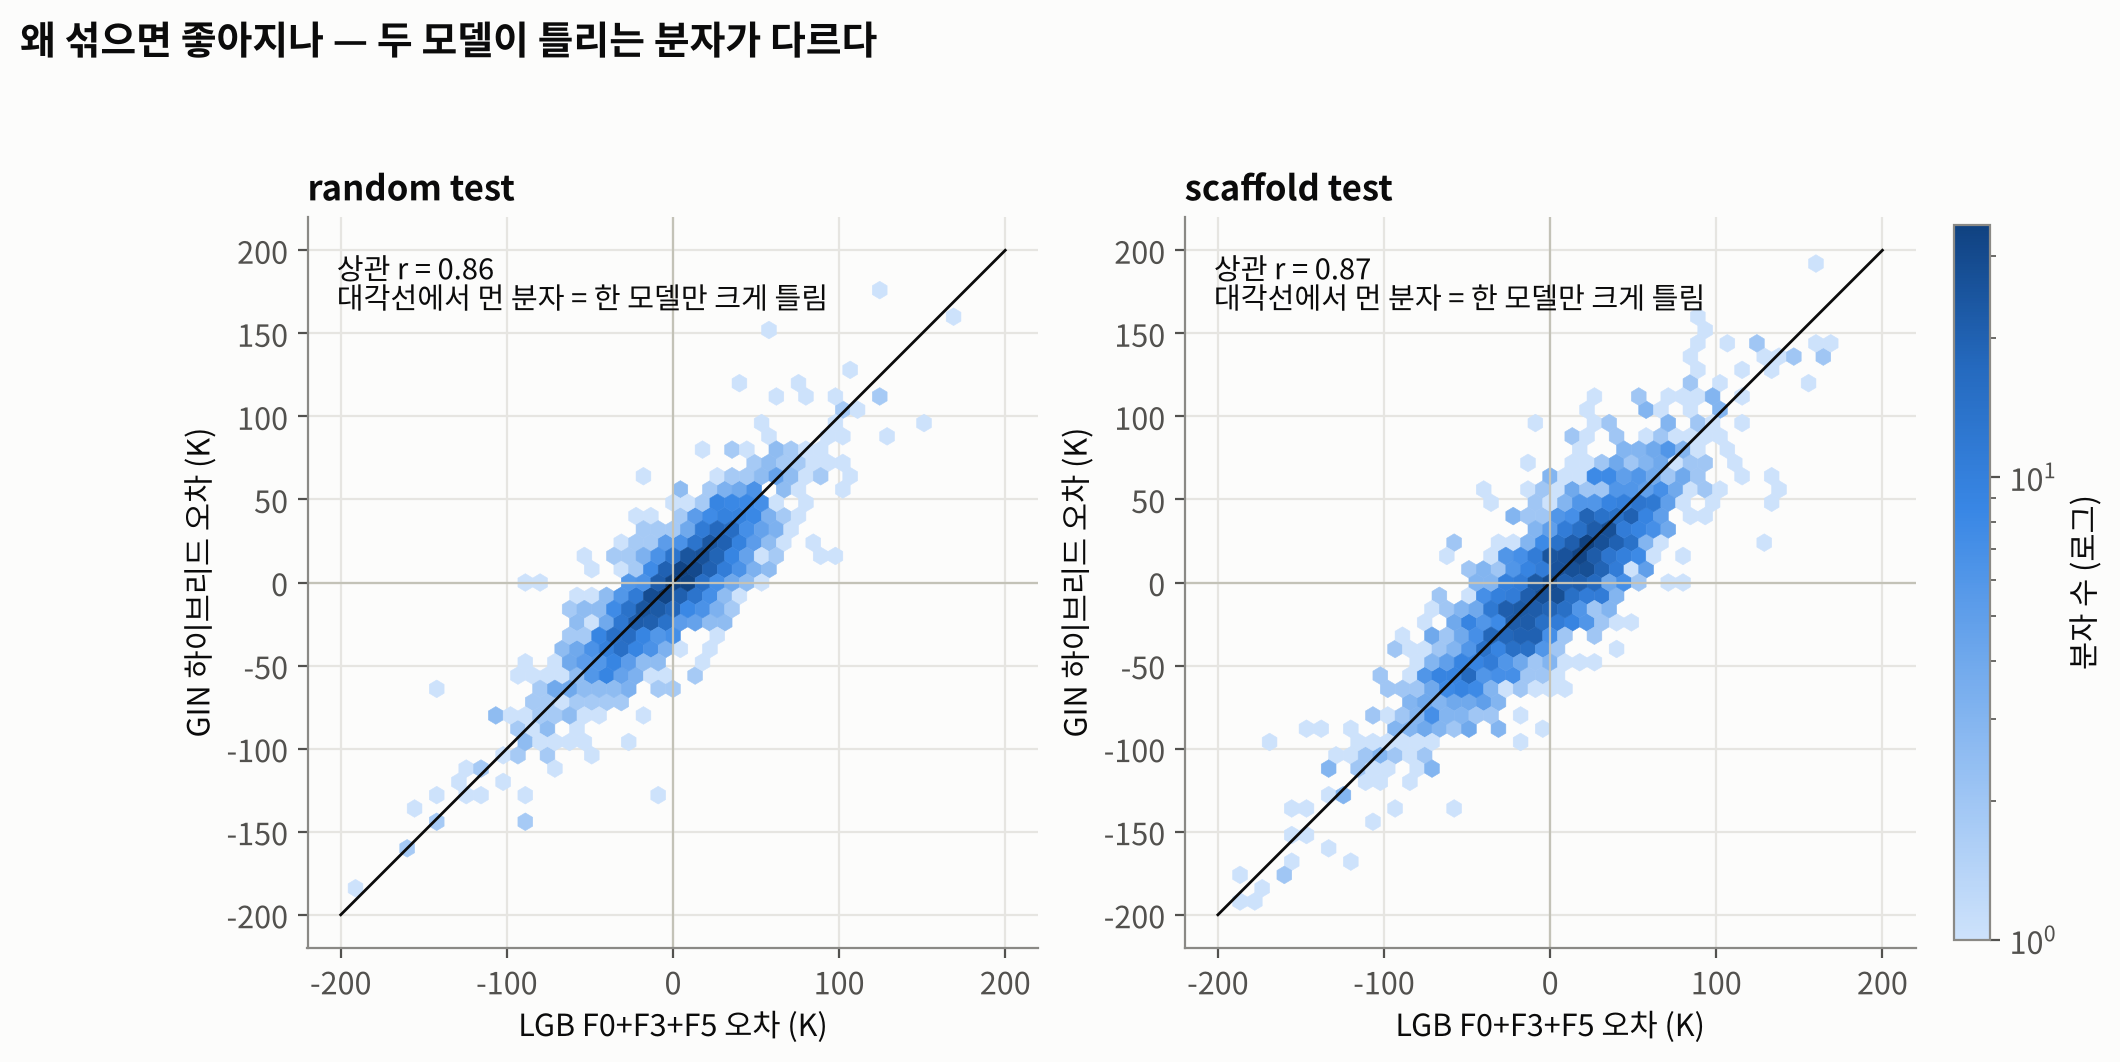 왜 섞으면 좋아지나 — 두 모델이 틀리는 분자가 다르다
random test
상관 r = 0.86
대각선에서 먼 분자 = 한 모델만 크게 틀림
200
150
100
50
0
-50
-100
-150
-200
GIN 하이브리드 오차 (K)
-200 -100 0 100 200
LGB F0+F3+F5 오차 (K)
scaffold test
상관 r = 0.87
대각선에서 먼 분자 = 한 모델만 크게 틀림
200
150
100
50
0
-50
-100
-150
-200
GIN 하이브리드 오차 (K)
-200 -100 0 100 200
LGB F0+F3+F5 오차 (K)
10¹
10⁰
분자 수 (로그)